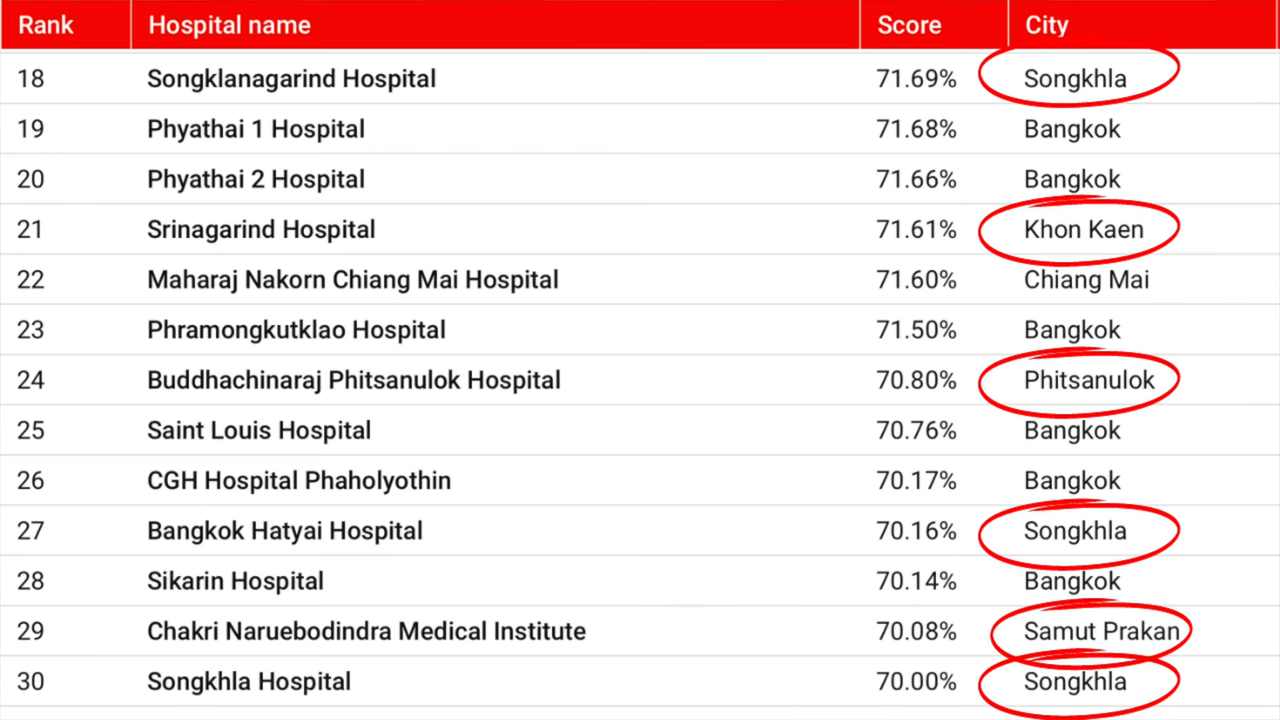 Rank Hospital name Score City
18 Songklanagarind Hospital 71.69% Songkhla
19 Phyathai 1 Hospital 71.68% Bangkok
20 Phyathai 2 Hospital 71.66% Bangkok
21 Srinagarind Hospital 71.61% Khon Kaen
22 Maharaj Nakorn Chiang Mai Hospital 71.60% Chiang Mai
23 Phramongkutklao Hospital 71.50% Bangkok
24 Buddhachinaraj Phitsanulok Hospital 70.80% Phitsanulok
25 Saint Louis Hospital 70.76% Bangkok
26 CGH Hospital Phaholyothin 70.17% Bangkok
27 Bangkok Hatyai Hospital 70.16% Songkhla
28 Sikarin Hospital 70.14% Bangkok
29 Chakri Naruebodindra Medical Institute 70.08% Samut Prakan
30 Songkhla Hospital 70.00% Songkhla